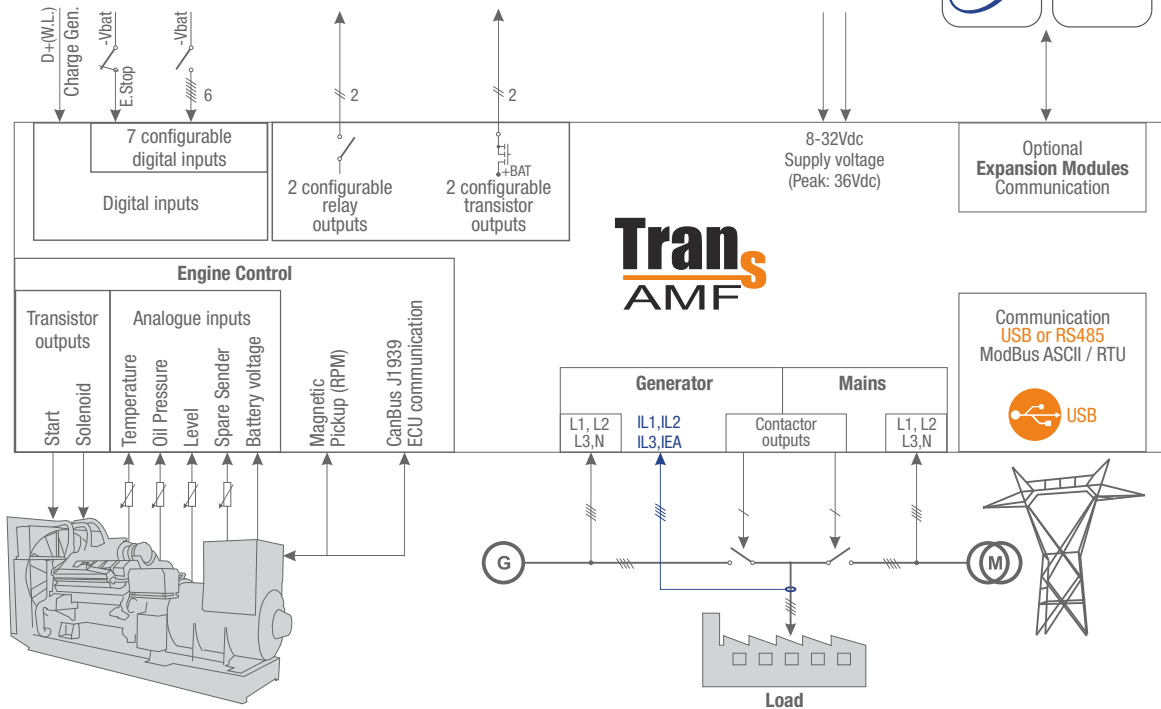 D+(W.L.)
Charge Gen.
-Vbat
E.Stop
-Vbat
6
2
2
7 configurable
digital inputs
Digital inputs
2 configurable
relay
outputs
+BAT
2 configurable
transistor
outputs
8-32Vdc
Supply voltage
(Peak: 36Vdc)
Optional
Expansion Modules
Communication
Trans
AMF
Engine Control
Transistor
outputs
Start
Solenoid
Analogue inputs
Temperature
Oil Pressure
Level
Spare Sender
Battery voltage
Magnetic
Pickup (RPM)
CanBus J1939
ECU communication
Communication
USB or RS485
ModBus ASCII / RTU
USB
Generator
Mains
L1, L2
L3,N
IL1,IL2
IL3,IEA
Contactor
outputs
L1, L2
L3,N
G
M
Load